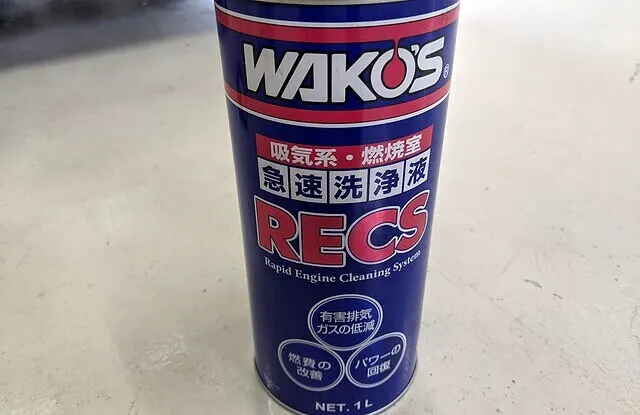 WAKO'S®
吸気系・燃焼室
急速洗浄液
RECS
Rapid Engine Cleaning System
有害排気
ガスの低減
燃費の
改善
パワーの
回復
NET. 1L